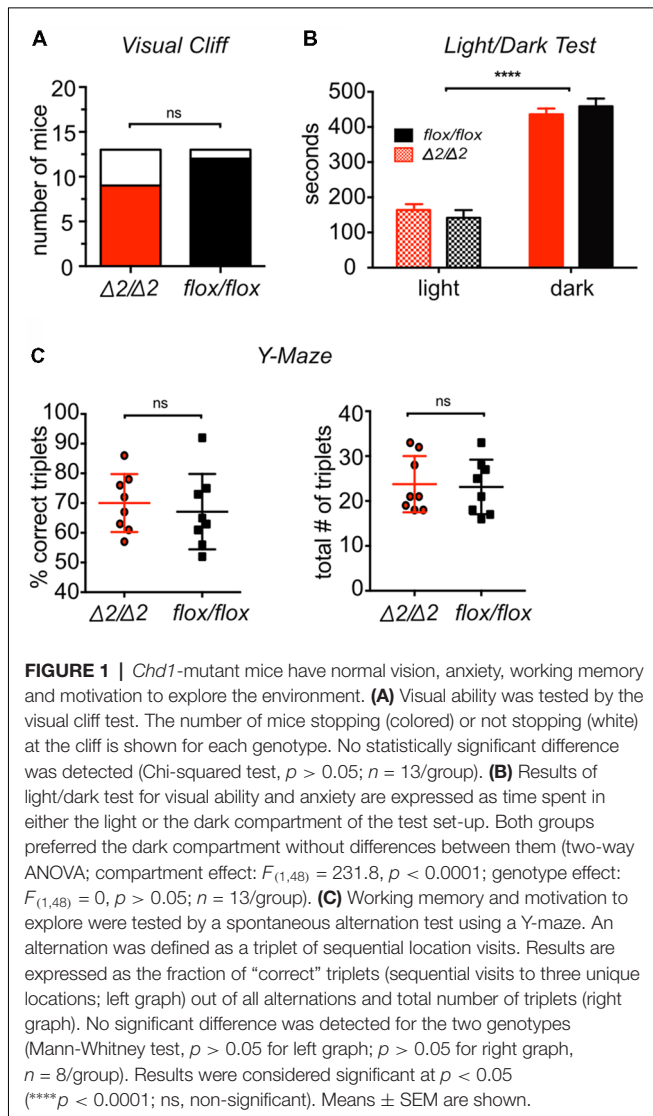 A
Visual Cliff
number of mice
20
15
10
5
0
ns
Δ2/Δ2
flox/flox
B
Light/Dark Test
seconds
500
400
300
200
100
0
****
flox/flox
Δ2/Δ2
light
dark
C
Y-Maze
% correct triplets
100
90
80
70
60
50
40
ns
Δ2/Δ2
flox/flox
total # of triplets
40
30
20
10
0
ns
Δ2/Δ2
flox/flox
FIGURE 1 | Chd1-mutant mice have normal vision, anxiety, working memory
and motivation to explore the environment. (A) Visual ability was tested by the
visual cliff test. The number of mice stopping (colored) or not stopping (white)
at the cliff is shown for each genotype. No statistically significant difference
was detected (Chi-squared test, p > 0.05; n = 13/group). (B) Results of
light/dark test for visual ability and anxiety are expressed as time spent in
either the light or the dark compartment of the test set-up. Both groups
preferred the dark compartment without differences between them (two-way
ANOVA; compartment effect: F(1,48) = 231.8, p < 0.0001; genotype effect:
F(1,48) = 0, p > 0.05; n = 13/group). (C) Working memory and motivation to
explore were tested by a spontaneous alternation test using a Y-maze. An
alternation was defined as a triplet of sequential location visits. Results are
expressed as the fraction of “correct” triplets (sequential visits to three unique
locations; left graph) out of all alternations and total number of triplets (right
graph). No significant difference was detected for the two genotypes
(Mann-Whitney test, p > 0.05 for left graph; p > 0.05 for right graph,
n = 8/group). Results were considered significant at p < 0.05
(****p < 0.0001; ns, non-significant). Means ± SEM are shown.